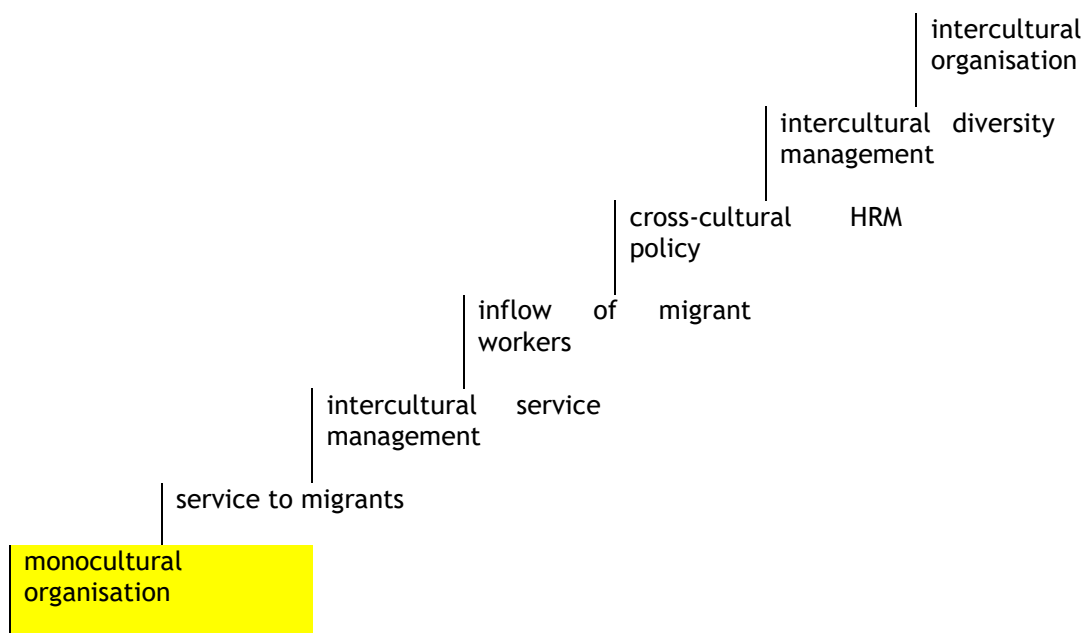 intercultural
organisation
intercultural diversity
management
cross-cultural HRM
policy
inflow of migrant
workers
intercultural service
management
service to migrants
monocultural
organisation